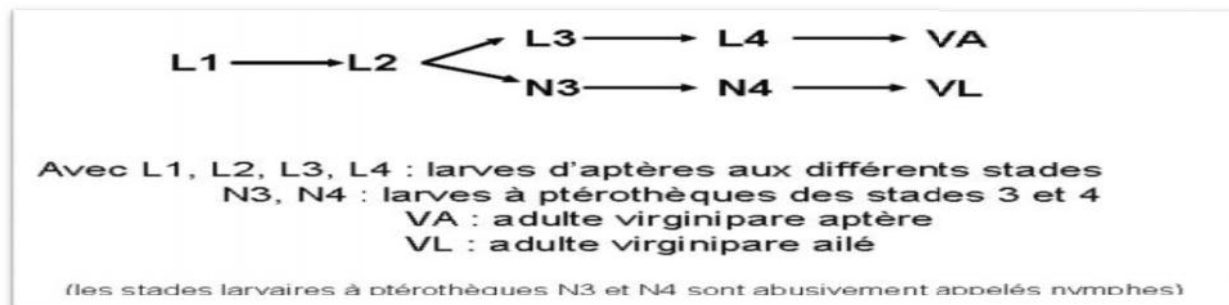 L3 L4 VA
L1 L2
N3 N4 VL
Avec L1, L2, L3, L4 : larves d'aptères aux différents stades
N3, N4 : larves à ptérothèques des stades 3 et 4
VA : adulte virginipare aptère
VL : adulte virginipare ailé
(les stades larvaires à ptérothèques N3 et N4 sont abusivement appelés nymphes)